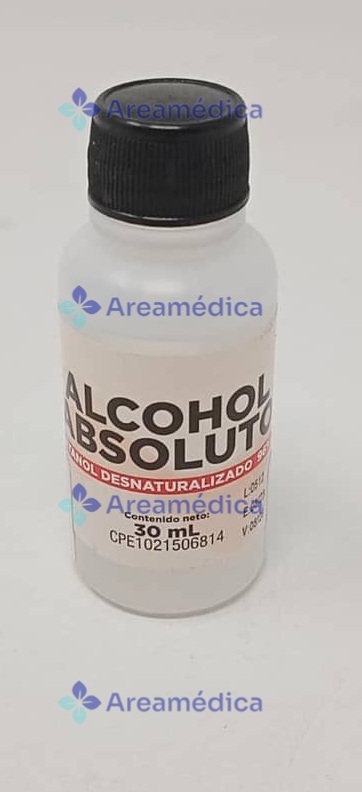 Areamédica
Areamédica
ALCOHOL
ABSOLUTO
DESNATURALIZADO
Areamédica
Contenido neto:
30 mL
CPE1021506814
Areamédica